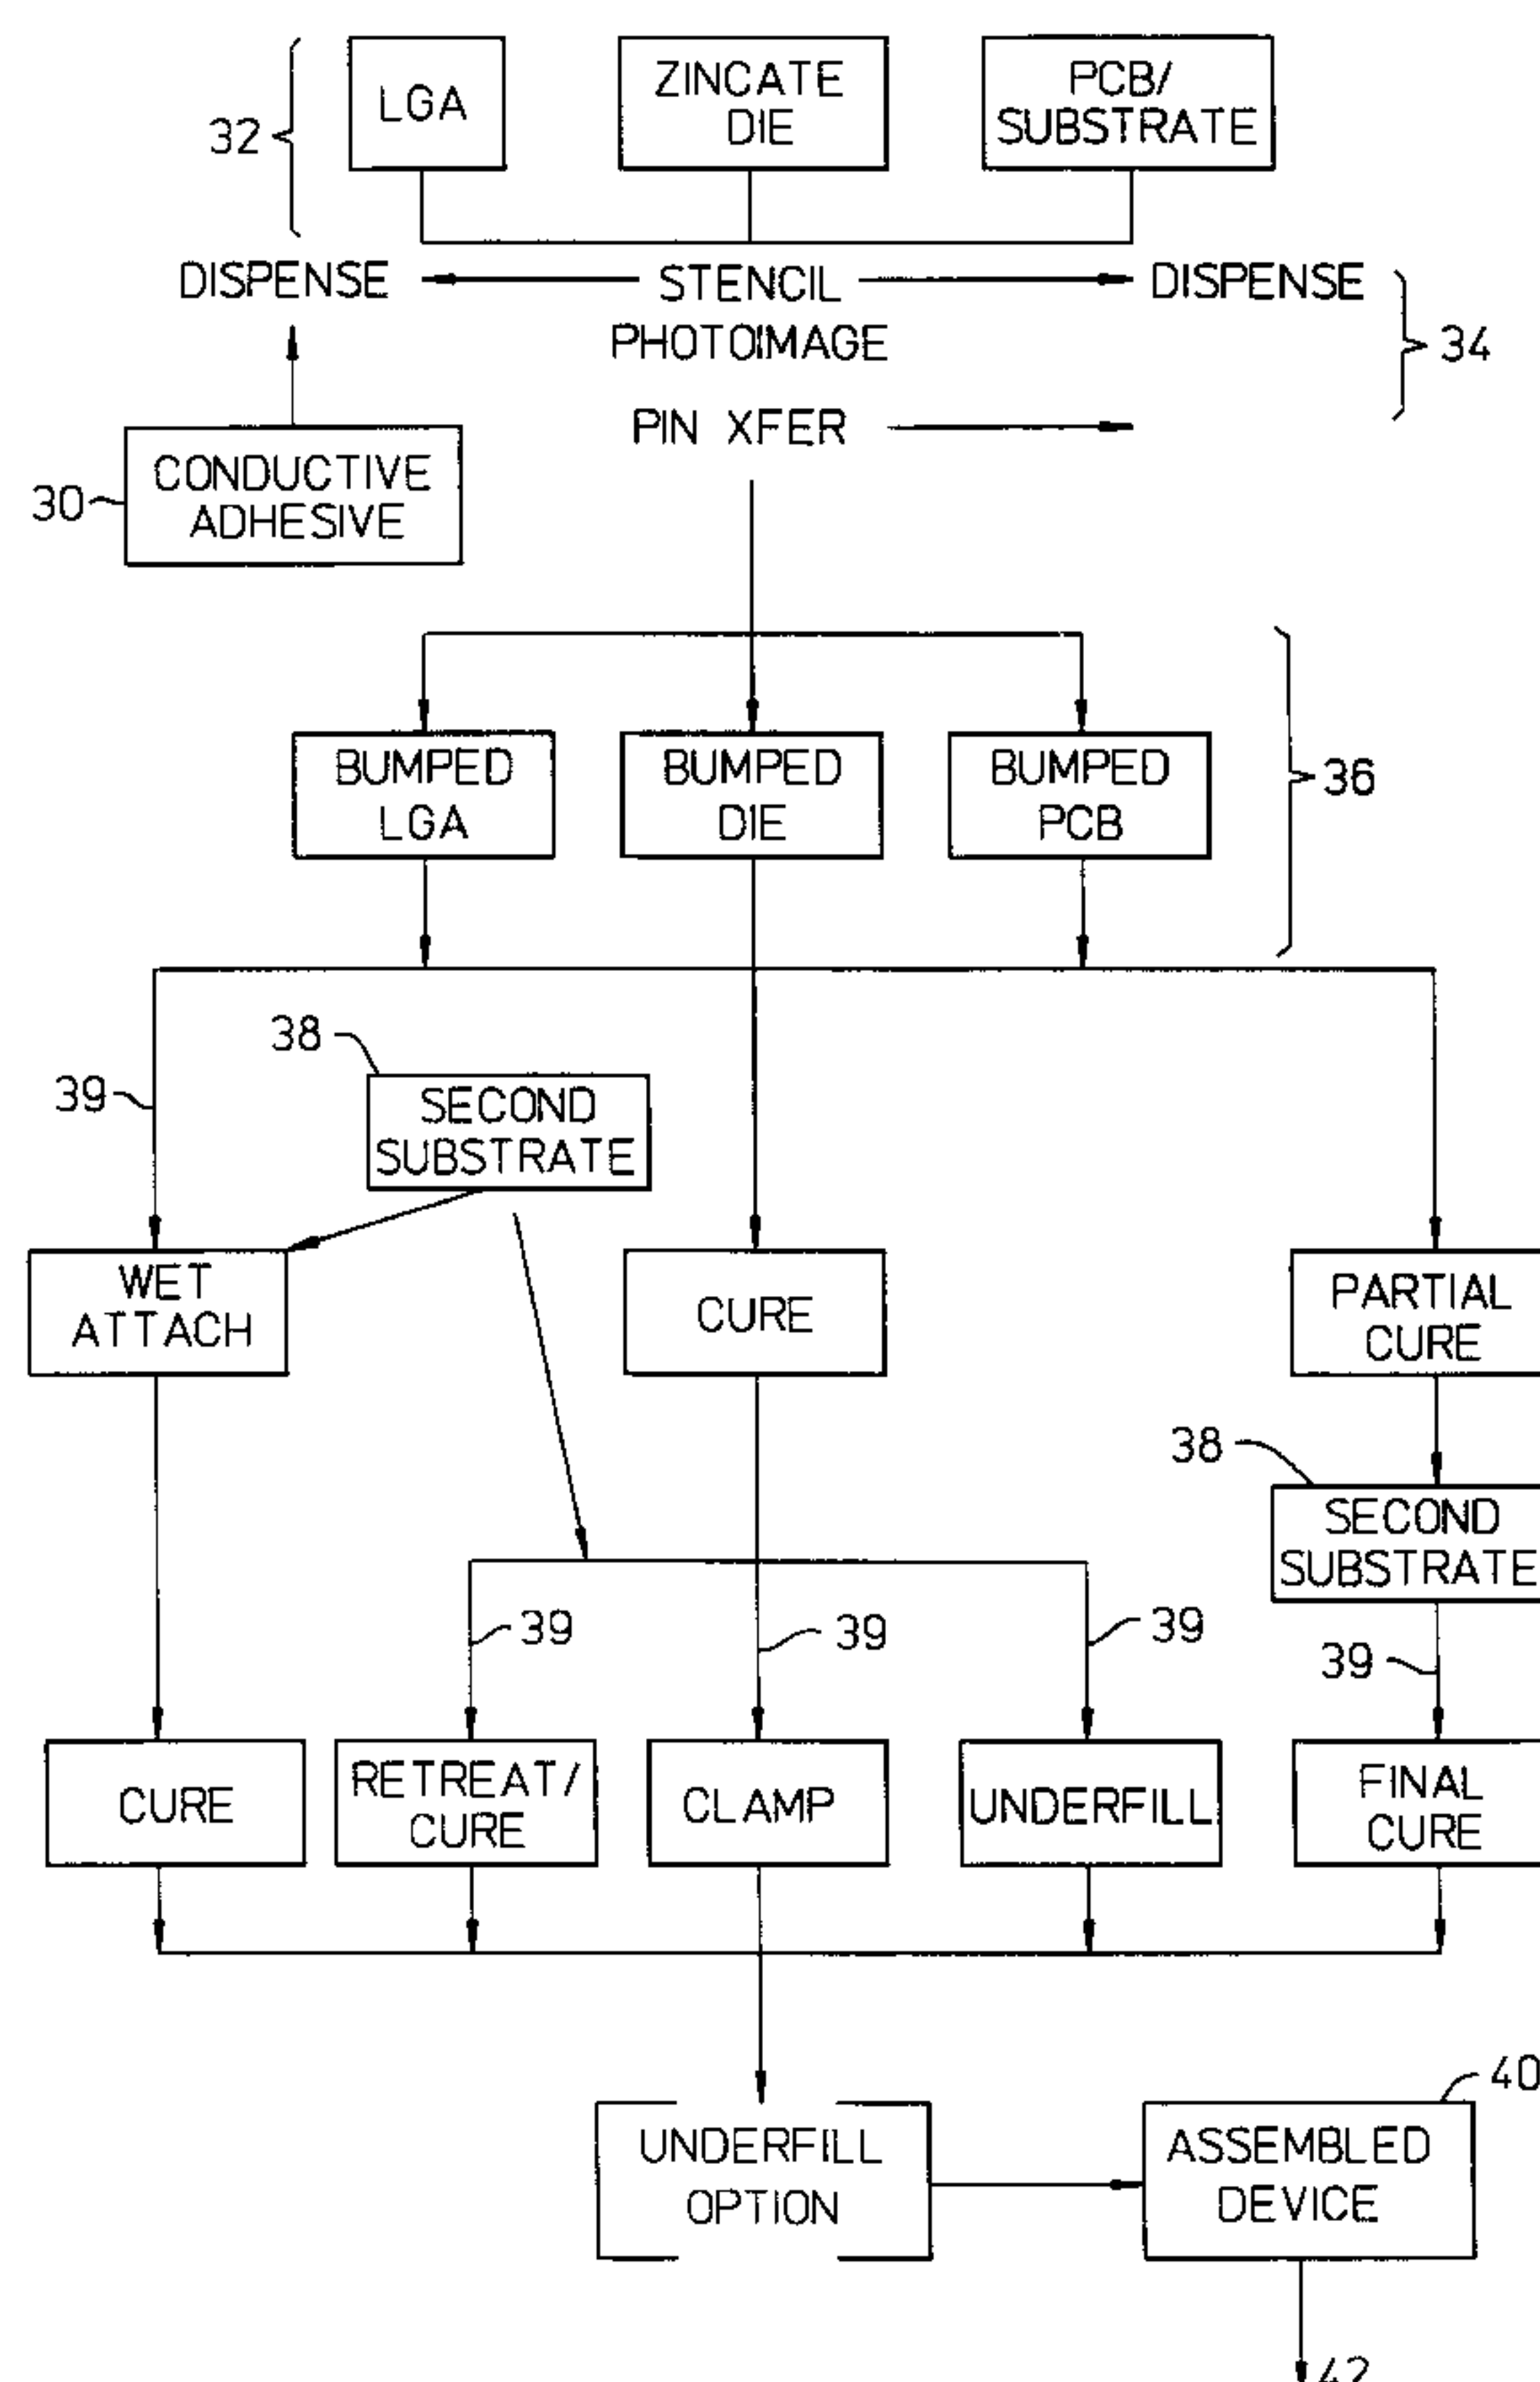 LGA
ZINCATE
DIE
PCB/
SUBSTRATE
32
DISPENSE
STENCIL
DISPENSE
PHOTOIMAGE
34
PIN XFER
30
CONDUCTIVE
ADHESIVE
BUMPED
LGA
BUMPED
DIE
BUMPED
PCB
36
38
39
SECOND
SUBSTRATE
WET
ATTACH
CURE
PARTIAL
CURE
38
SECOND
SUBSTRATE
39
39
39
39
CURE
RETREAT/
CURE
CLAMP
UNDERFILL
FINAL
CURE
40
UNDERFILL
OPTION
ASSEMBLED
DEVICE
42